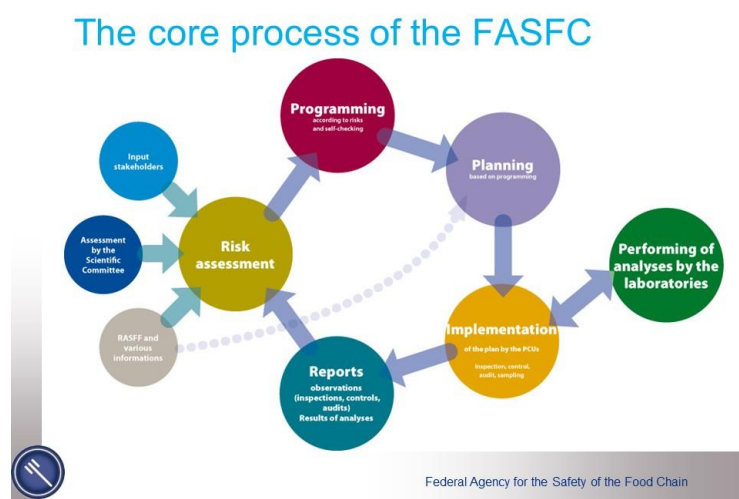 The core process of the FASFC
Programming
according to risks
and self-checking
Input
stakeholders
Planning
based on programming
Assessment
by the
Scientific
Committee
Risk
assessment
Performing of
analyses by the
laboratories
RASFF and
various
informations
Implementation
of the plan by the PCUs
Inspection, control,
audit, sampling
Reports
observations
(inspections, controls,
audits)
Results of analyses
Federal Agency for the Safety of the Food Chain